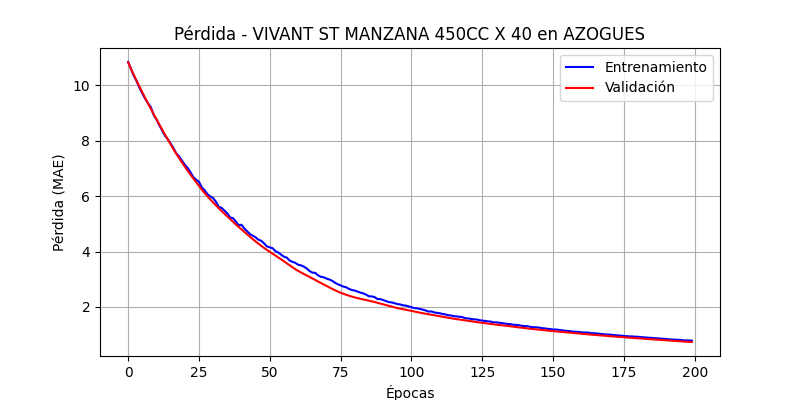 Pérdida - VIVANT ST MANZANA 450CC X 40 en AZOGUES
Entrenamiento
Validación
Pérdida (MAE)
10
8
6
4
2
0
25
50
75
100
125
150
175
200
Épocas